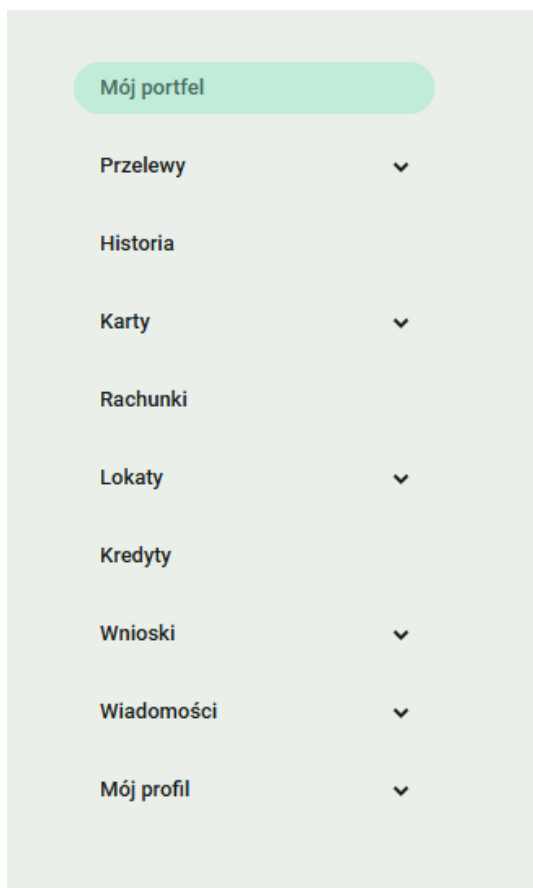 Mój portfel
Przelewy
Historia
Karty
Rachunki
Lokaty
Kredyty
Wnioski
Wiadomości
Mój profil